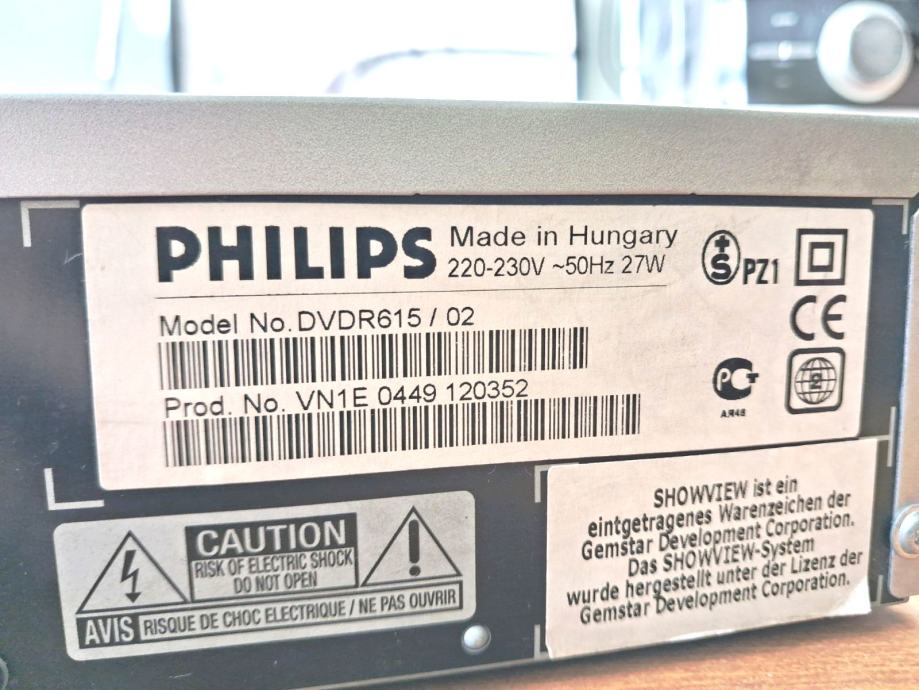 PHILIPS
Made in Hungary
220-230V ~50Hz 27W
S PZ1
Model No. DVDR615 / 02
CE
Prod. No. VN1E 0449 120352
РСТ
АЯ46
2
CAUTION
RISK OF ELECTRIC SHOCK
DO NOT OPEN
AVIS RISQUE DE CHOC ELECTRIQUE / NE PAS OUVRIR
SHOWVIEW ist ein
eintgetragenes Warenzeichen der
Gemstar Development Corporation.
Das SHOWVIEW-System
wurde hergestellt unter der Lizenz der
Gemstar Development Corporation.